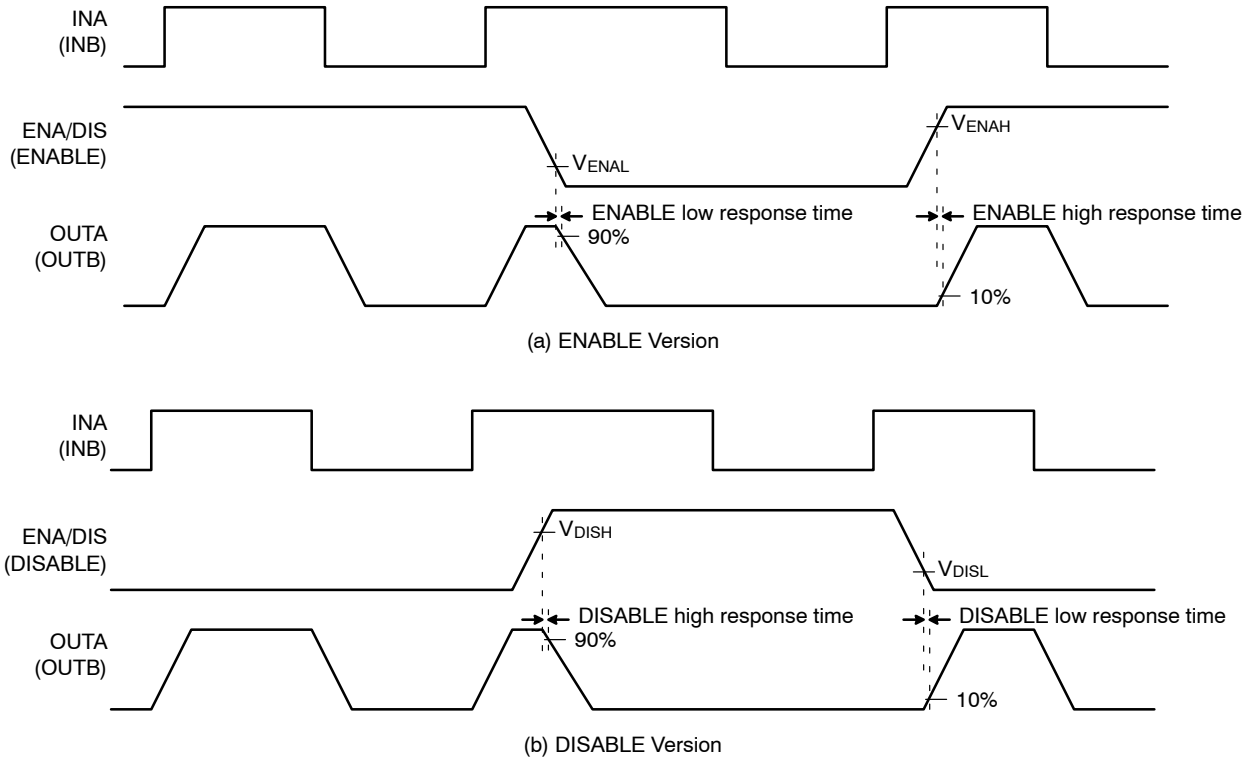 INA
(INB)
ENA/DIS
(ENABLE)
VENAL
VENAH
ENABLE low response time
ENABLE high response time
OUTA
(OUTB)
90%
10%
(a) ENABLE Version
INA
(INB)
ENA/DIS
(DISABLE)
VDISH
VDISL
DISABLE high response time
DISABLE low response time
OUTA
(OUTB)
90%
10%
(b) DISABLE Version